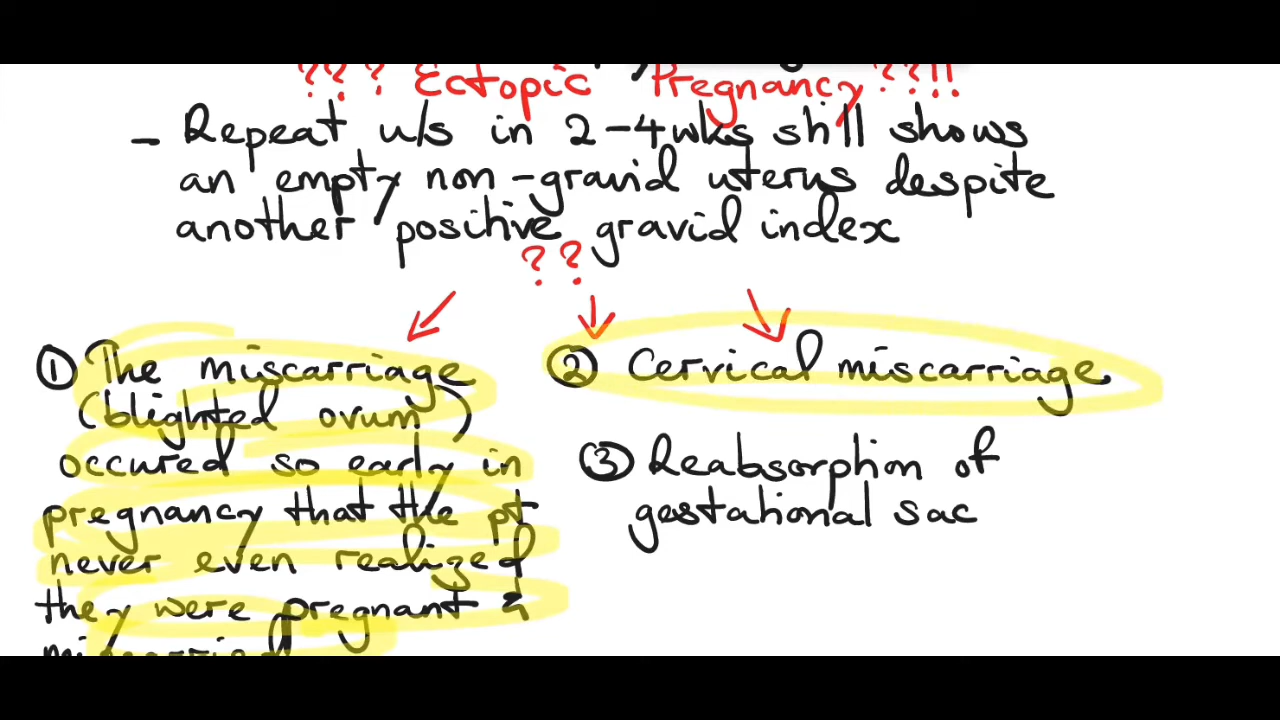 ??? Ectopic Pregnancy ??!!
- Repeat u/s in 2-4wks still shows
an empty non-gravid uterus despite
another positive gravid index
??
① The miscarriage
(blighted ovum)
occured so early in
pregnancy that the pt
never even realized
they were pregnant &
miscarried
② Cervical miscarriage.
③ Reabsorption of
gestational sac